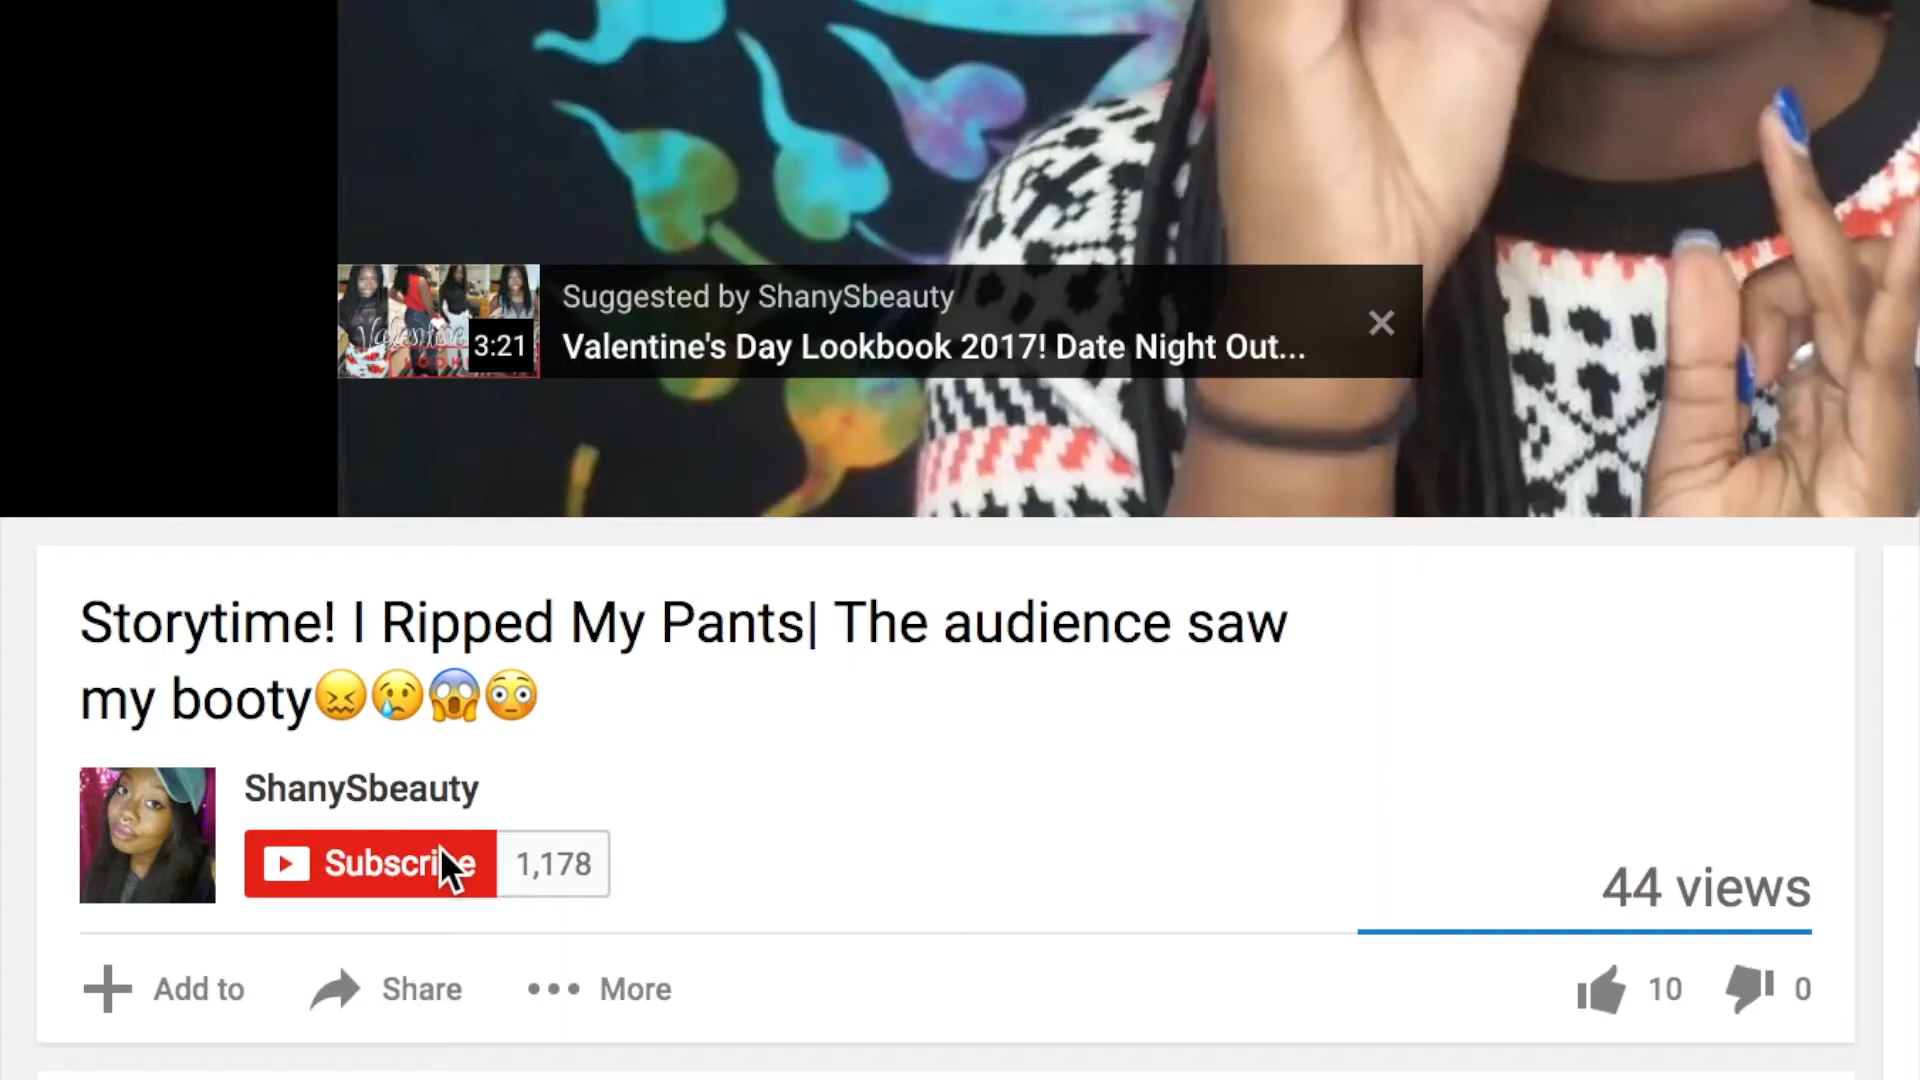 Suggested by ShanySbeauty
Valentine's Day Lookbook 2017! Date Night Out...
Valentine
3:21
Storytime! I Ripped My Pants| The audience saw
my booty😖😢😱😳
ShanySbeauty
Subscribe 1,178
44 views
Add to Share More 10 0